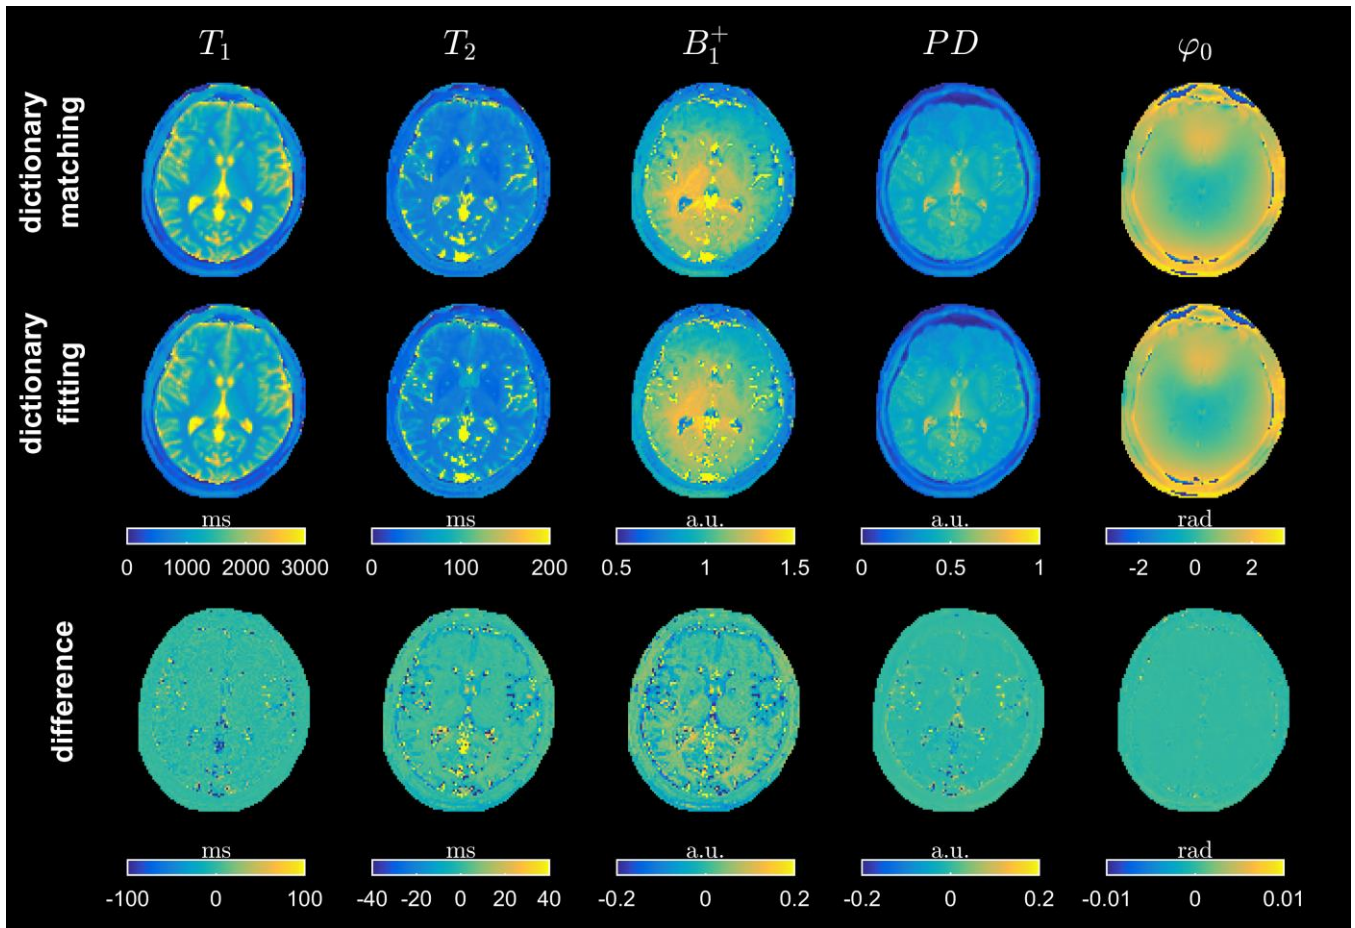 T₁ T₂ B₁⁺ PD φ₀
dictionary
matching
dictionary
fitting
ms ms a.u. a.u. rad
0 1000 2000 3000 0 100 200 0.5 1 1.5 0 0.5 1 -2 0 2
difference
ms ms a.u. a.u. rad
-100 0 100 -40 -20 0 20 40 -0.2 0 0.2 -0.2 0 0.2 -0.01 0 0.01